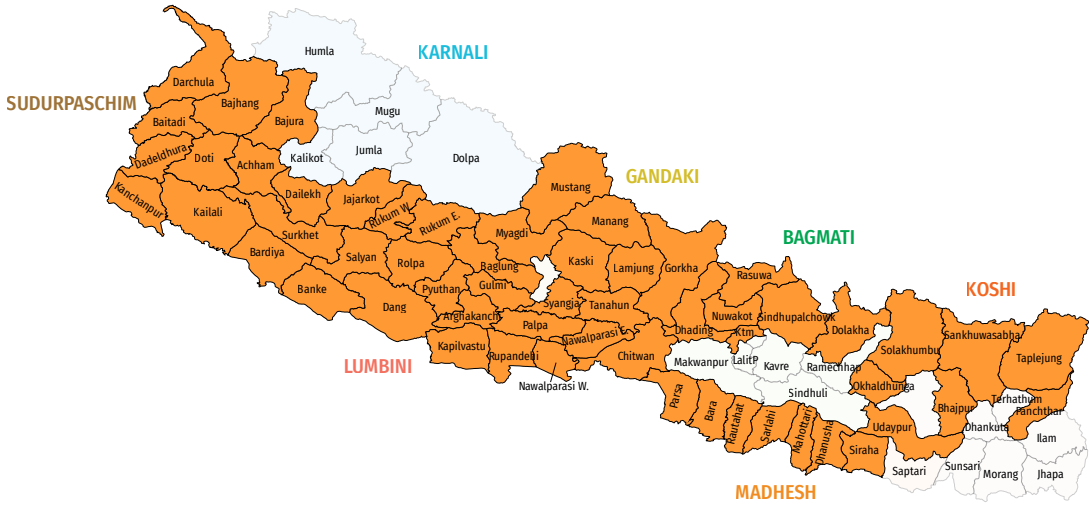 Humla
KARNALI
Darchula
SUDURPASCHIM
Bajhang
Mugu
Baitadi
Bajura
Jumla
Dadeldhura
Doti
Achham
Kalikot
Dolpa
Mustang
GANDAKI
Kanchanpur
Kailali
Dailekh
Jajarkot
Rukum W.
Rukum E.
Manang
Myagdi
Surkhet
BAGMATI
Bardiya
Salyan
Rolpa
Baglung
Kaski
Lamjung
Gorkha
Rasuwa
Banke
Dang
Pyuthan
Gulmi
Syangja
Tanahun
KOSHI
Arghakanchi
Palpa
Nuwakot
Sindhupalchowk
Dhading
Ktm
Dolakha
Sankhuwasabha
Nawalparasi E.
Kapilvastu
Rupandehi
Chitwan
Makwanpur
LalitP
Kavre
Ramechhap
Solakhumbu
Taplejung
LUMBINI
Nawalparasi W.
Sindhuli
Okhaldhunga
Parsa
Bara
Rautahat
Sarlahi
Mahottari
Dhanusha
Siraha
Udaypur
Bhajpur
Terhathum
Panchthar
Dhankuta
Ilam
Saptari
Sunsari
Morang
Jhapa
MADHESH